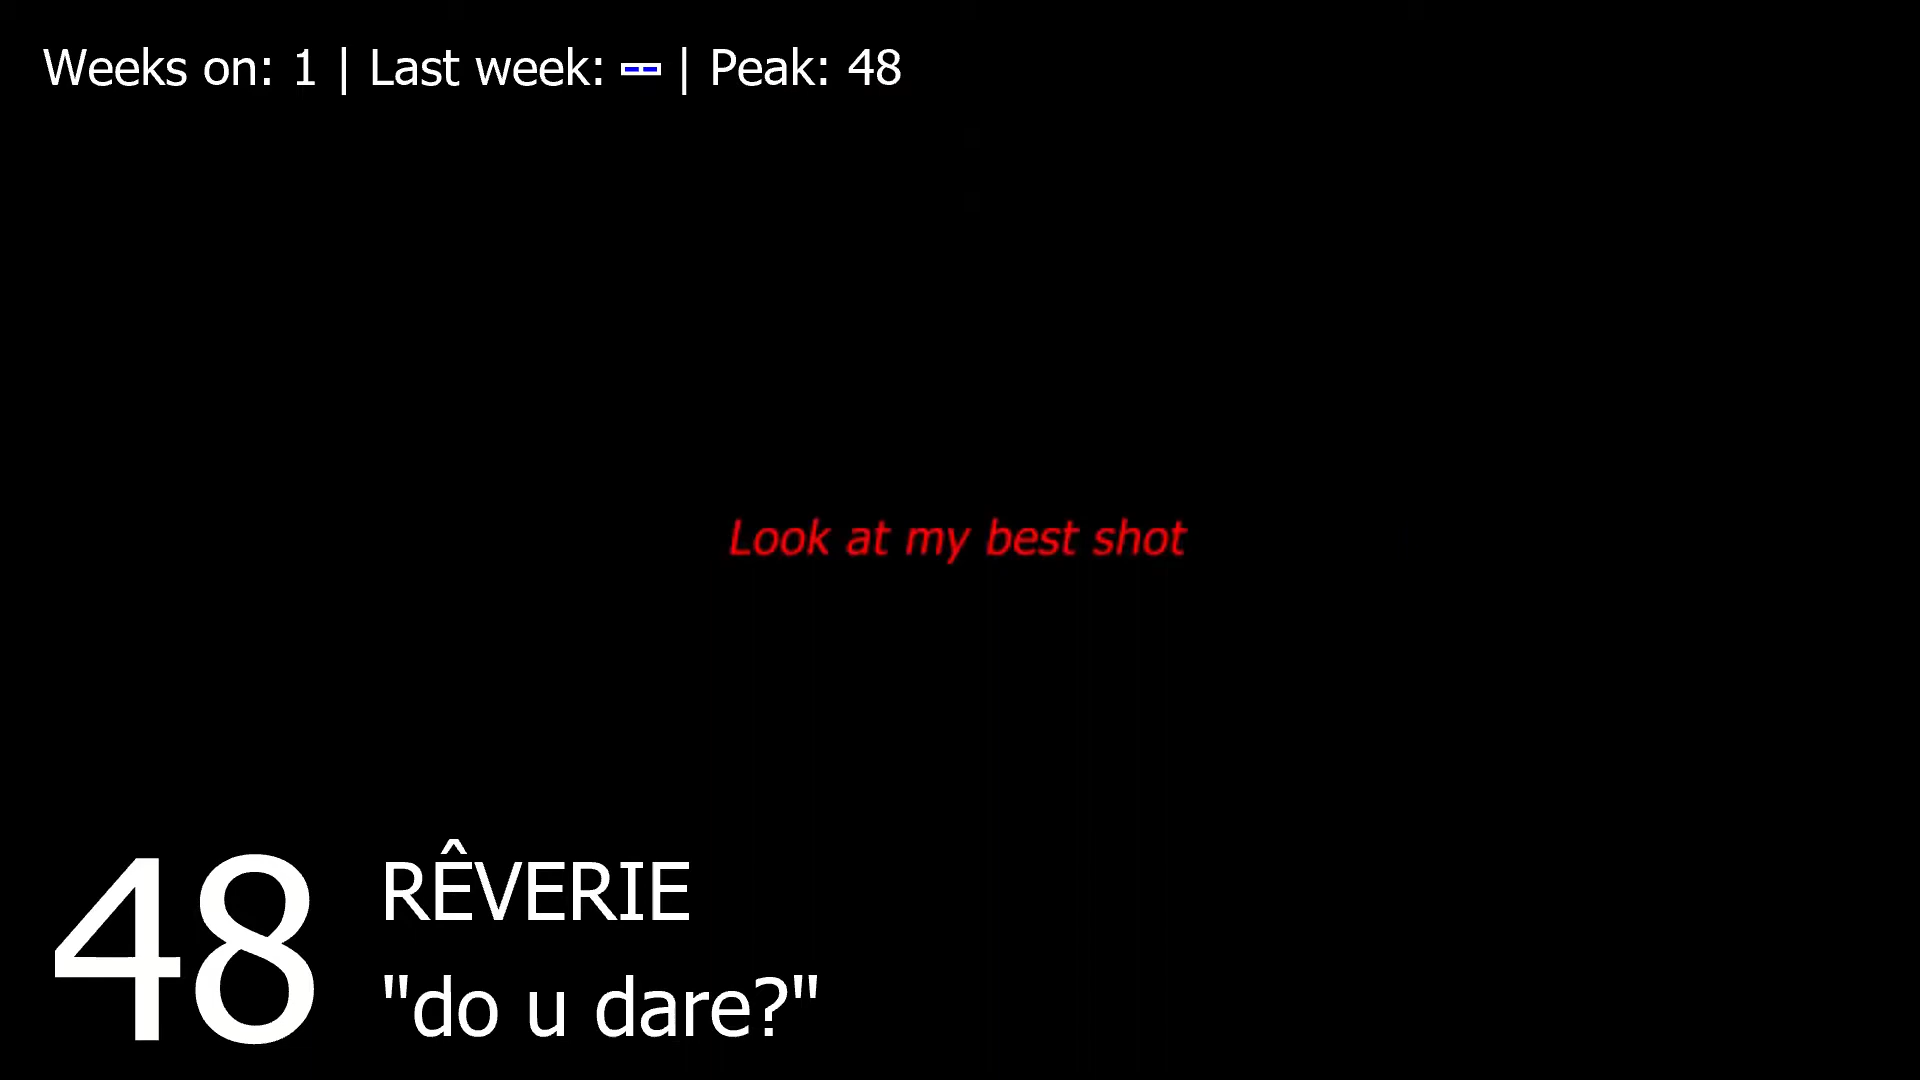 Weeks on: 1 | Last week: -- | Peak: 48
Look at my best shot
48
RÊVERIE
"do u dare?"